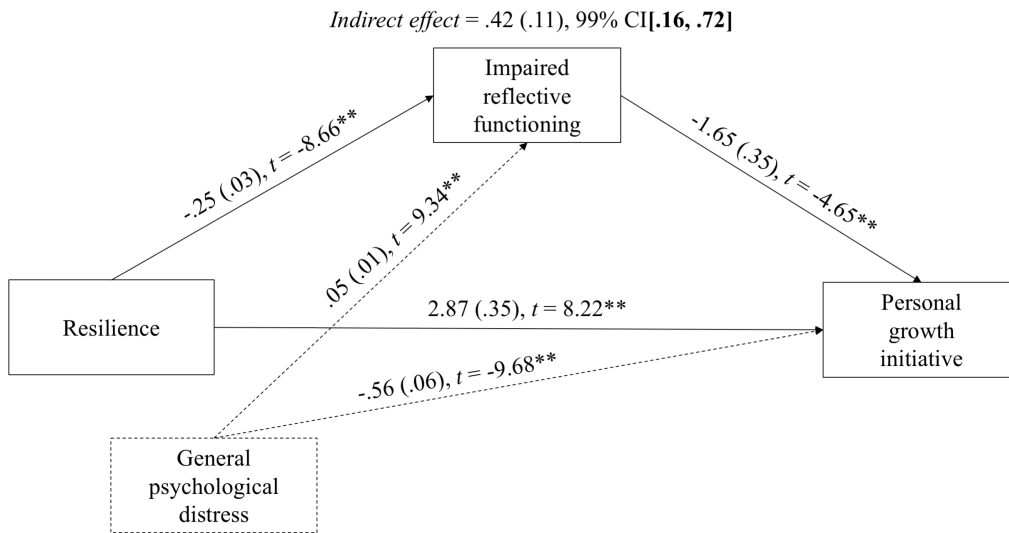 Indirect effect = .42 (.11), 99% CI[.16, .72]
Impaired
reflective
functioning
-.25 (.03), t = -8.66**
-1.65 (.35), t = -4.65**
.05 (.01), t = 9.34**
Resilience
2.87 (.35), t = 8.22**
Personal
growth
initiative
-.56 (.06), t = -9.68**
General
psychological
distress